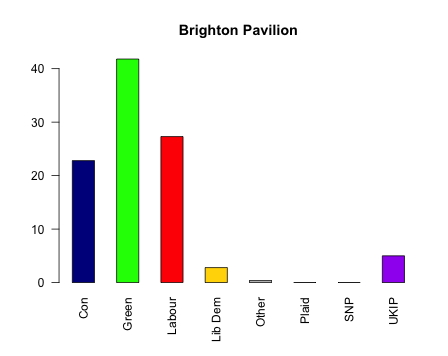 Brighton Pavilion
40
30
20
10
0
Con
Green
Labour
Lib Dem
Other
Plaid
SNP
UKIP